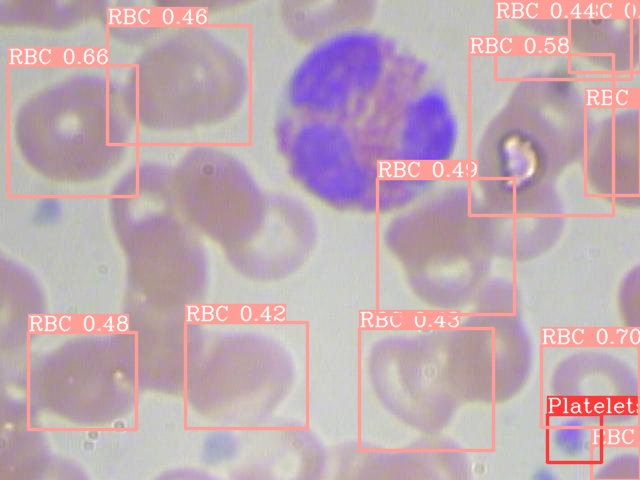 RBC 0.46
RBC 0.44
RBC 0.58
RBC 0.66
RBC
RBC 0.49
RBC 0.42
RBC 0.43
RBC 0.48
RBC 0.70
Platelets
RBC